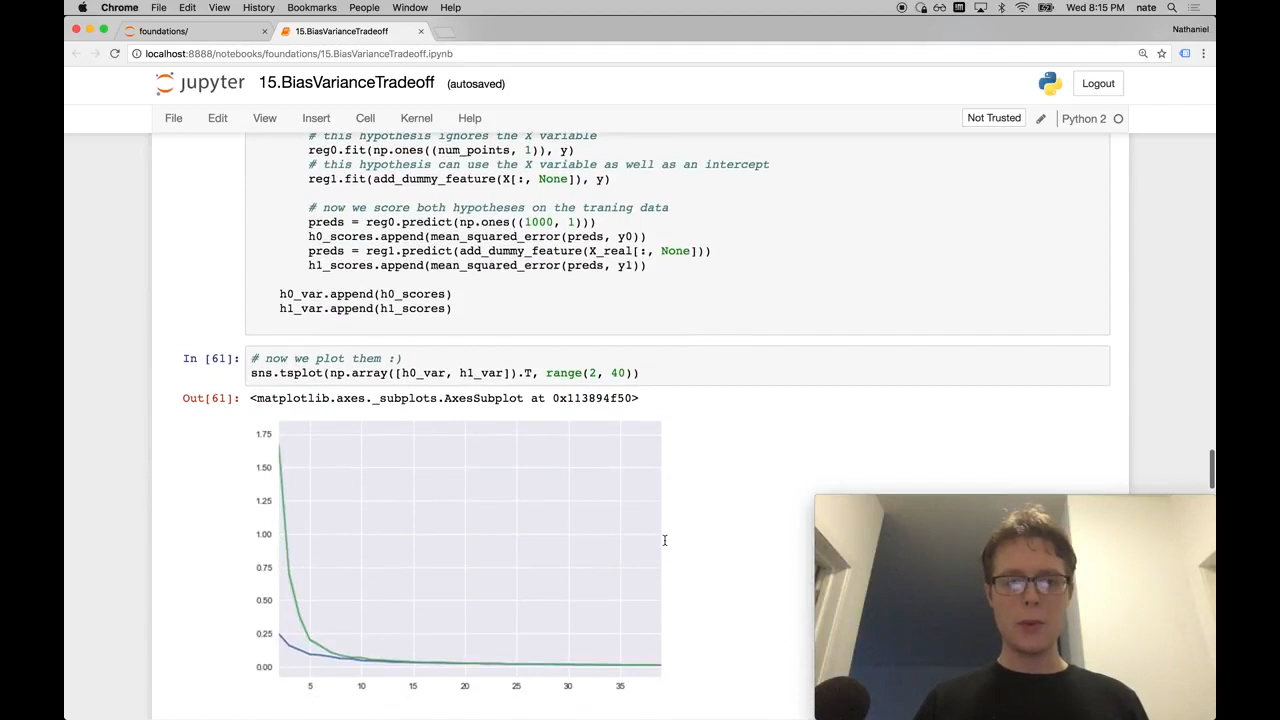 Chrome File Edit View History Bookmarks People Window Help Wed 8:15 PM nate
foundations/ 15.BiasVarianceTradeoff Nathaniel
localhost:8888/notebooks/foundations/15.BiasVarianceTradeoff.ipynb
jupyter 15.BiasVarianceTradeoff (autosaved) Logout
File Edit View Insert Cell Kernel Help Not Trusted Python 2
# this hypothesis ignores the X variable
reg0.fit(np.ones((num_points, 1)), y)
# this hypothesis can use the X variable as well as an intercept
reg1.fit(add_dummy_feature(X[:, None]), y)
# now we score both hypotheses on the traning data
preds = reg0.predict(np.ones((1000, 1)))
h0_scores.append(mean_squared_error(preds, y0))
preds = reg1.predict(add_dummy_feature(X_real[:, None]))
h1_scores.append(mean_squared_error(preds, y1))
h0_var.append(h0_scores)
h1_var.append(h1_scores)
In [61]: # now we plot them :)
sns.tsplot(np.array([h0_var, h1_var]).T, range(2, 40))
Out[61]: <matplotlib.axes._subplots.AxesSubplot at 0x113894f50>
1.75
1.50
1.25
1.00
0.75
0.50
0.25
0.00
5 10 15 20 25 30 35